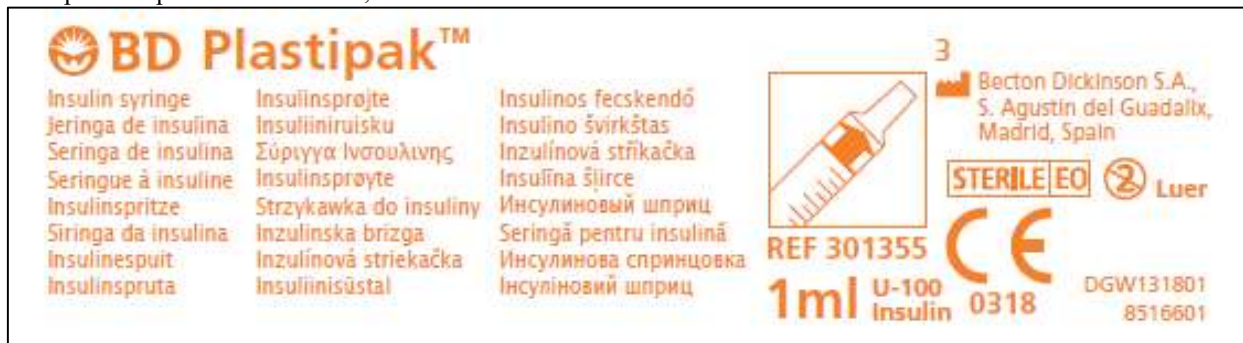 BD Plastipak™
Insulin syringe
Jeringa de insulina
Seringa de insulina
Seringue à insuline
Insulinspritze
Siringa da insulina
Insulinespuit
Insulinspruta
Insulinsprøjte
Insuliiniruisku
Σύριγγα Ινσουλινης
Insulinsprøyte
Strzykawka do insuliny
Inzulinska brizga
Inzulínová striekačka
Insuliinisüstal
Insulinos fecskendő
Insulino švirkštas
Inzulínová stříkačka
Insulīna šļirce
Инсулиновый шприц
Seringă pentru insulină
Инсулинова спринцовка
Інсуліновий шприц
REF 301355
1ml U-100 Insulin
3
Becton Dickinson S.A.,
S. Agustin del Guadalix,
Madrid, Spain
STERILE EO 2 Luer
CE
0318
DGW131801
8516601